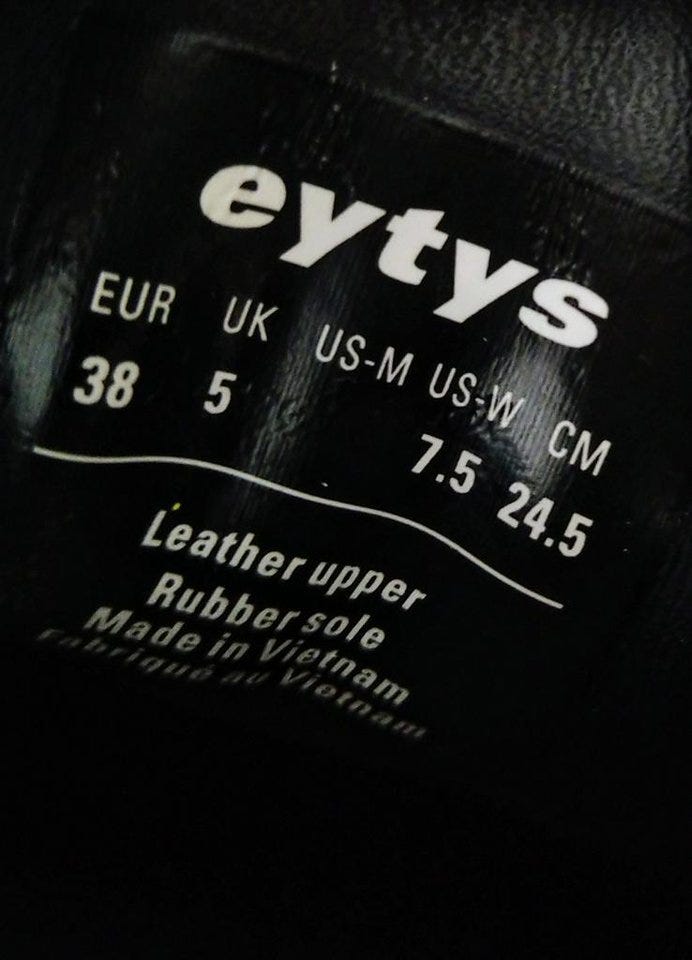 eytys
EUR UK US-M US-W CM
38 5 7.5 24.5
Leather upper
Rubber sole
Made in Vietnam
Fabriqué au Vietnam